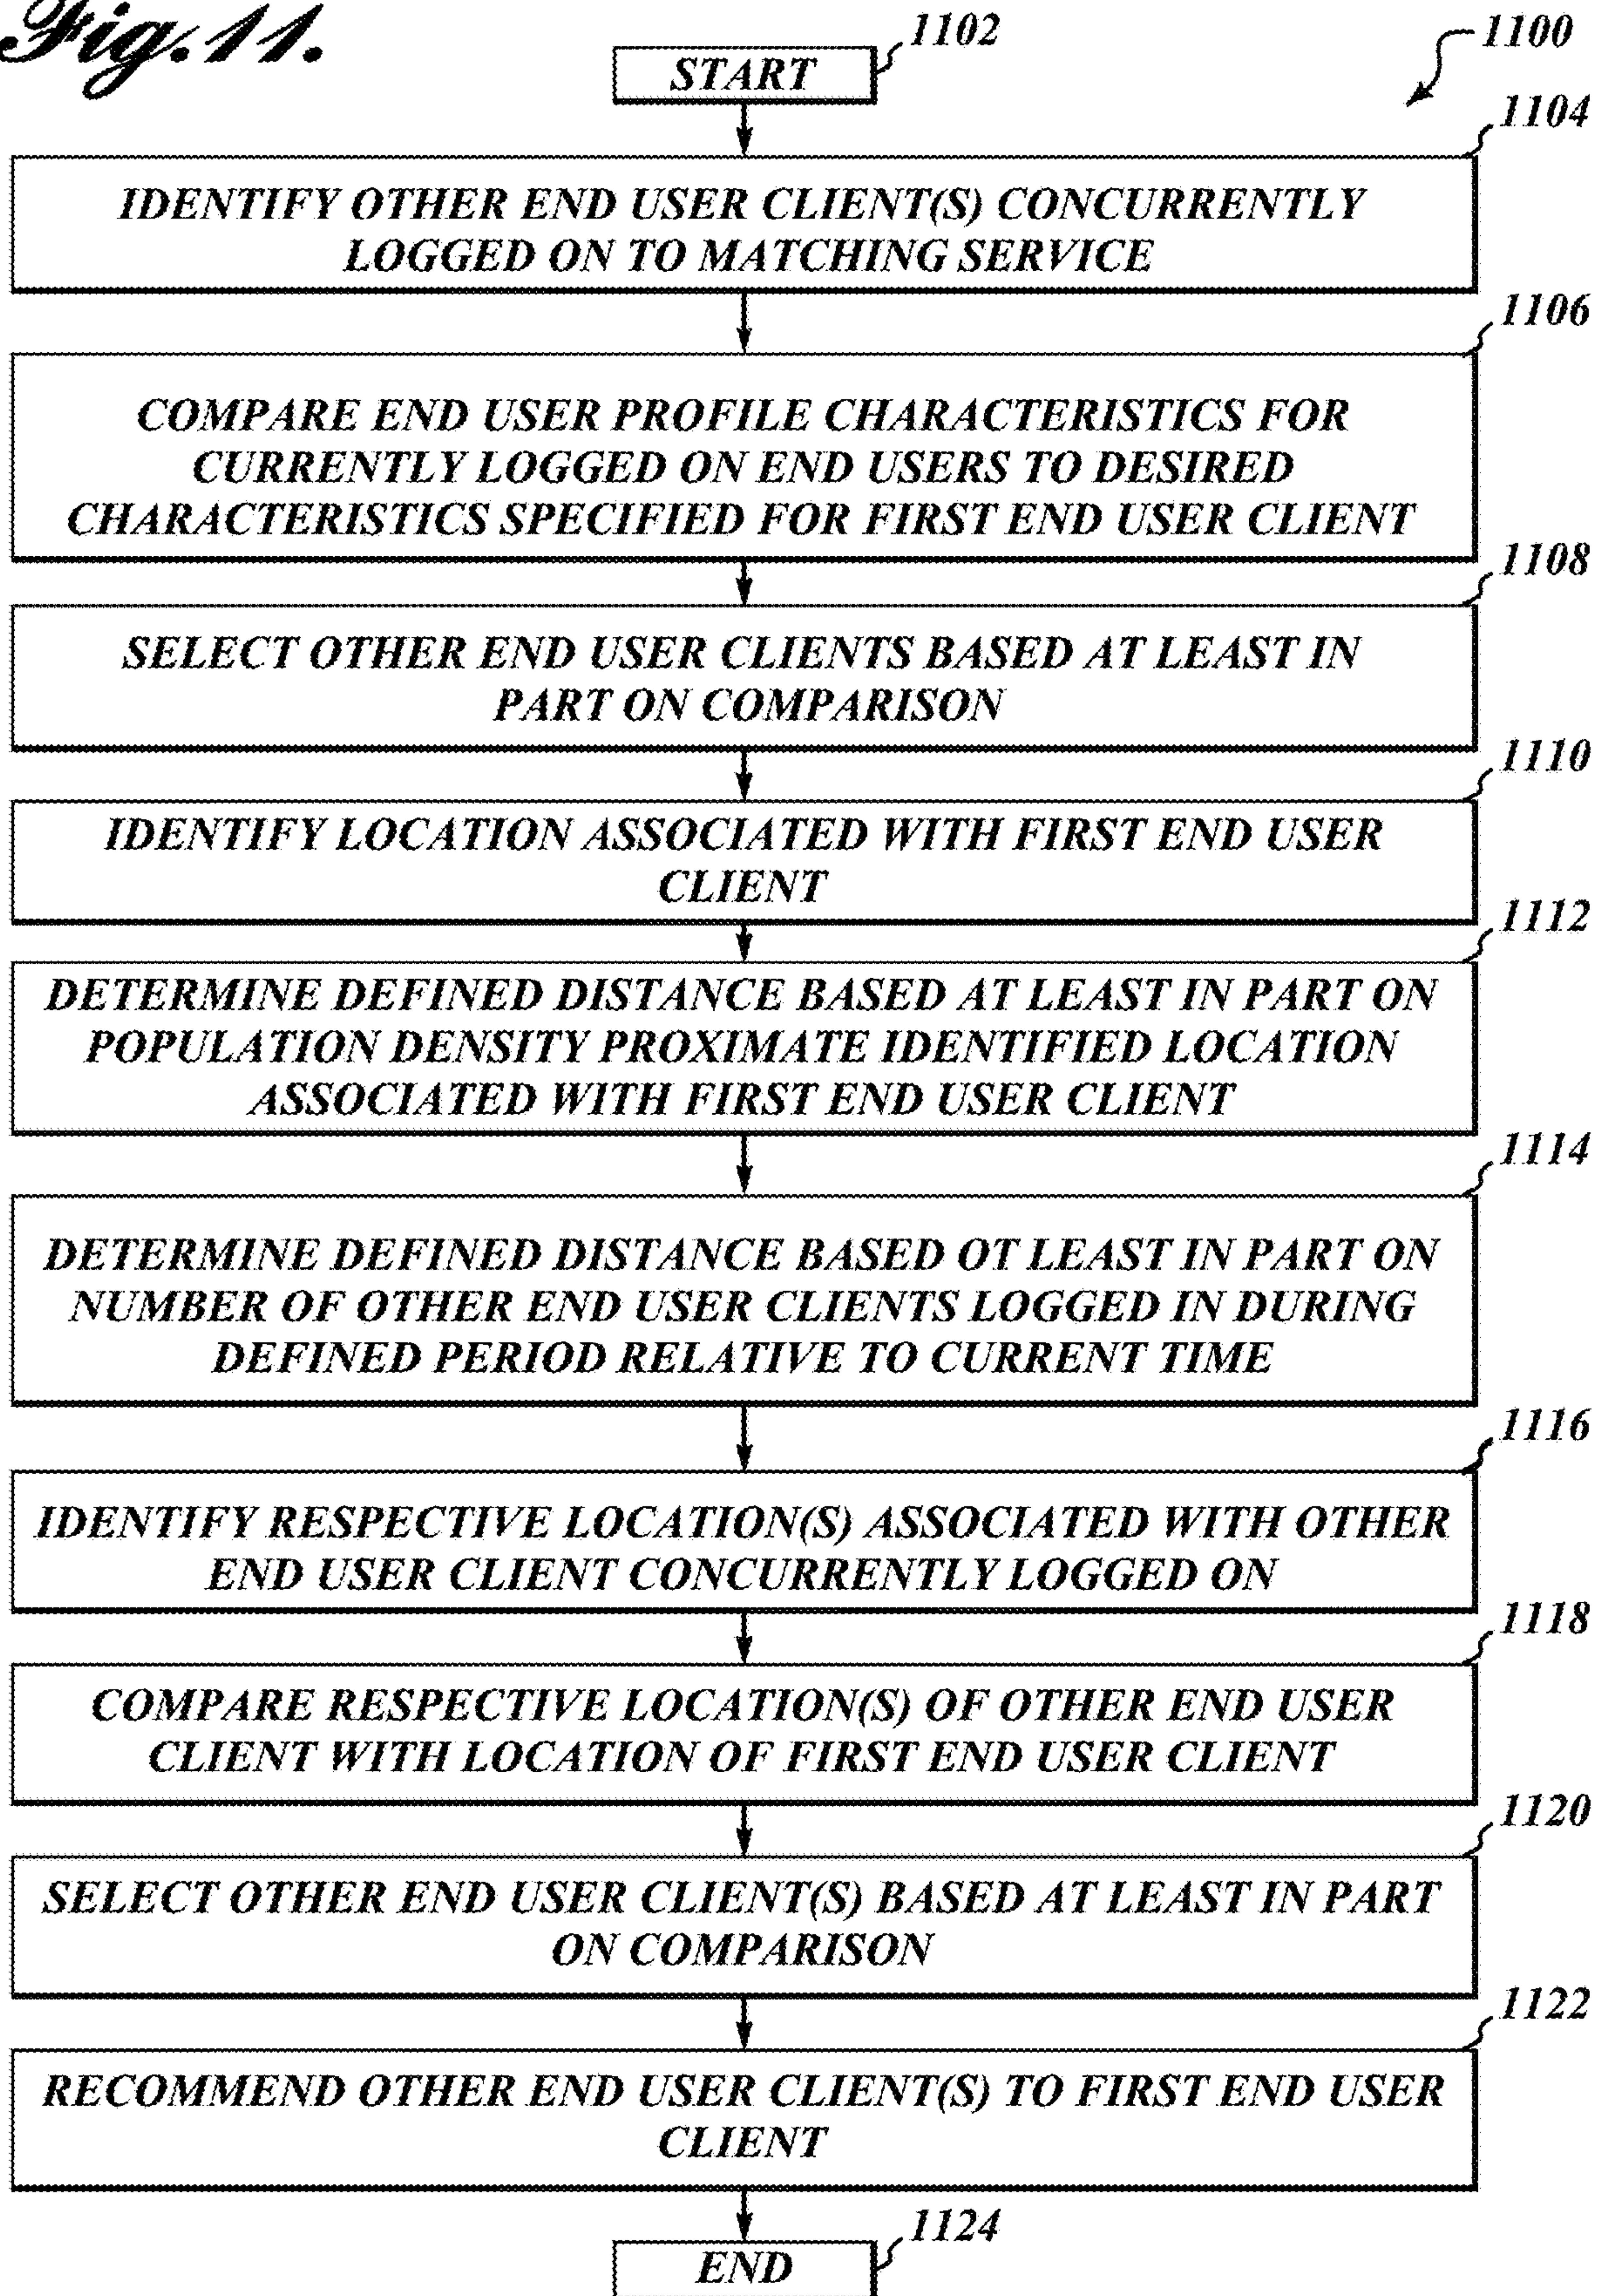 Fig.11.
1100
START
1102
1104
IDENTIFY OTHER END USER CLIENT(S) CONCURRENTLY
LOGGED ON TO MATCHING SERVICE
1106
COMPARE END USER PROFILE CHARACTERISTICS FOR
CURRENTLY LOGGED ON END USERS TO DESIRED
CHARACTERISTICS SPECIFIED FOR FIRST END USER CLIENT
1108
SELECT OTHER END USER CLIENTS BASED AT LEAST IN
PART ON COMPARISON
1110
IDENTIFY LOCATION ASSOCIATED WITH FIRST END USER
CLIENT
1112
DETERMINE DEFINED DISTANCE BASED AT LEAST IN PART ON
POPULATION DENSITY PROXIMATE IDENTIFIED LOCATION
ASSOCIATED WITH FIRST END USER CLIENT
1114
DETERMINE DEFINED DISTANCE BASED OT LEAST IN PART ON
NUMBER OF OTHER END USER CLIENTS LOGGED IN DURING
DEFINED PERIOD RELATIVE TO CURRENT TIME
1116
IDENTIFY RESPECTIVE LOCATION(S) ASSOCIATED WITH OTHER
END USER CLIENT CONCURRENTLY LOGGED ON
1118
COMPARE RESPECTIVE LOCATION(S) OF OTHER END USER
CLIENT WITH LOCATION OF FIRST END USER CLIENT
1120
SELECT OTHER END USER CLIENT(S) BASED AT LEAST IN PART
ON COMPARISON
1122
RECOMMEND OTHER END USER CLIENT(S) TO FIRST END USER
CLIENT
1124
END